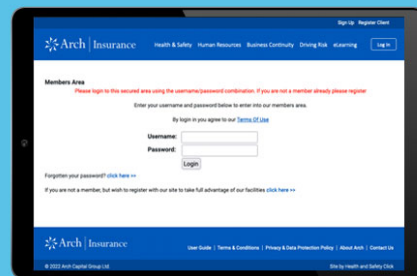 Sign Up Register Client
Arch | Insurance
Health & Safety Human Resources Business Continuity Driving Risk eLearning Log In
Members Area
Please login to this secured area using the username/password combination. If you are not a member already please register.
Enter your username and password below to enter into our members area.
By login in you agree to our Terms Of Use
Username:
Password:
Login
Forgotten your password? click here >>
If you are not a member, but wish to register with our site to take full advantage of our facilities click here >>
Arch | Insurance
User Guide | Terms & Conditions | Privacy & Data Protection Policy | About Arch | Contact Us
© 2022 Arch Capital Group Ltd.
Site by Health and Safety Click